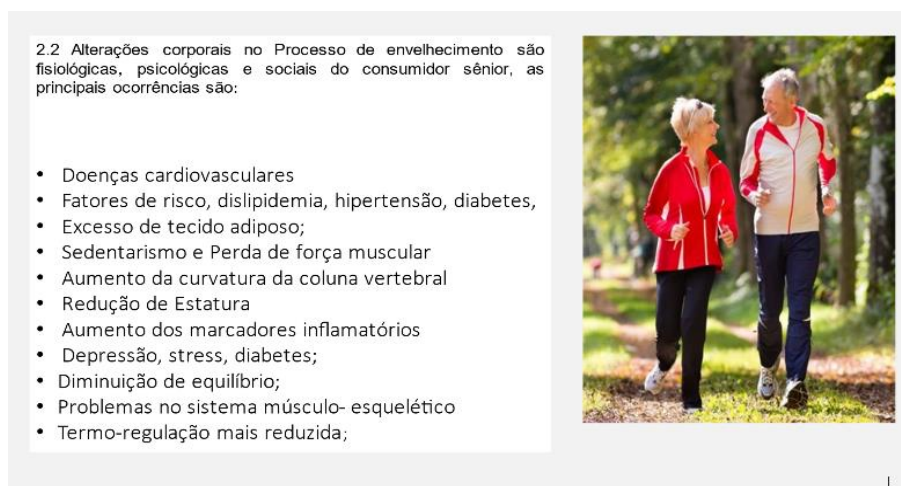 2.2 Alterações corporais no Processo de envelhecimento são
fisiológicas, psicológicas e sociais do consumidor sênior, as
principais ocorrências são:
• Doenças cardiovasculares
• Fatores de risco, dislipidemia, hipertensão, diabetes,
• Excesso de tecido adiposo;
• Sedentarismo e Perda de força muscular
• Aumento da curvatura da coluna vertebral
• Redução de Estatura
• Aumento dos marcadores inflamatórios
• Depressão, stress, diabetes;
• Diminuição de equilíbrio;
• Problemas no sistema músculo- esquelético
• Termo-regulação mais reduzida;